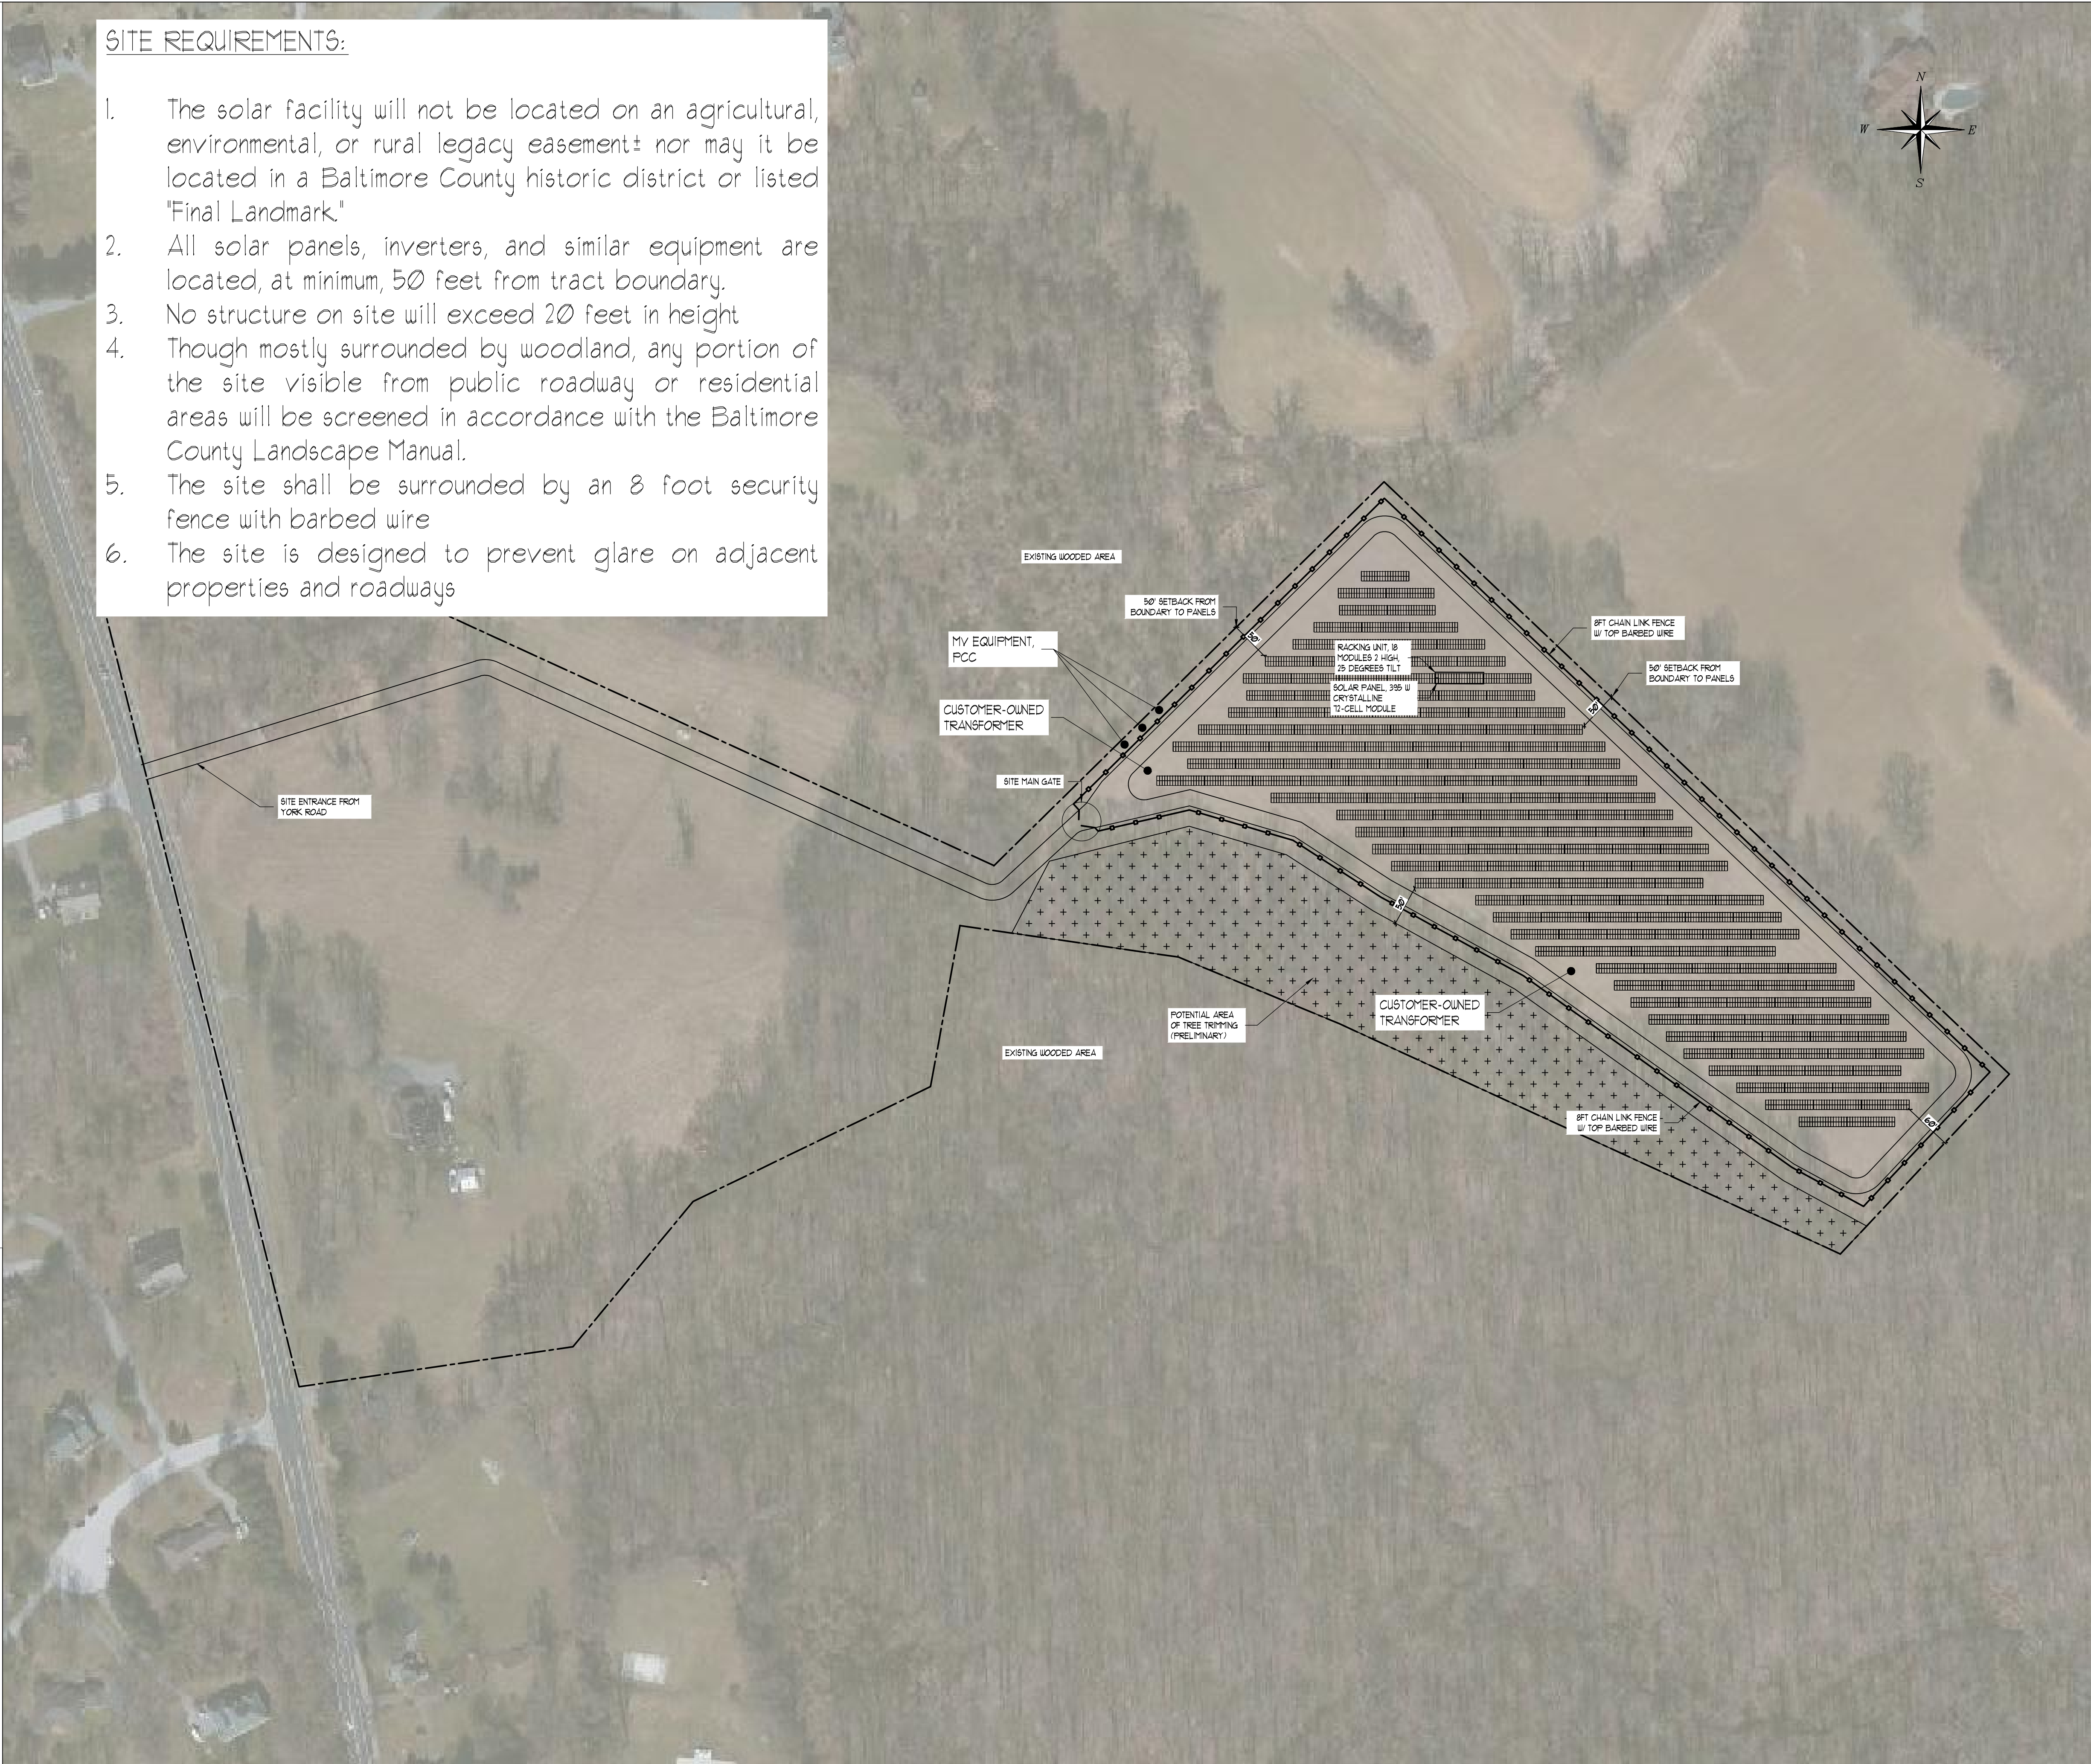 SITE REQUIREMENTS:
1. The solar facility will not be located on an agricultural,
environmental, or rural legacy easement± nor may it be
located in a Baltimore County historic district or listed
"Final Landmark."
2. All solar panels, inverters, and similar equipment are
located, at minimum, 50 feet from tract boundary.
3. No structure on site will exceed 20 feet in height
4. Though mostly surrounded by woodland, any portion of
the site visible from public roadway or residential
areas will be screened in accordance with the Baltimore
County Landscape Manual.
5. The site shall be surrounded by an 8 foot security
fence with barbed wire
6. The site is designed to prevent glare on adjacent
properties and roadways
N
W
E
S
EXISTING WOODED AREA
50' SETBACK FROM
BOUNDARY TO PANELS
50'
MV EQUIPMENT,
PCC
CUSTOMER-OWNED
TRANSFORMER
SITE MAIN GATE
SITE ENTRANCE FROM
YORK ROAD
RACKING UNIT, 18
MODULES 2 HIGH,
25 DEGREES TILT
SOLAR PANEL, 395 W
CRYSTALLINE
72-CELL MODULE
8FT CHAIN LINK FENCE
W/ TOP BARBED WIRE
50' SETBACK FROM
BOUNDARY TO PANELS
50'
50'
CUSTOMER-OWNED
TRANSFORMER
POTENTIAL AREA
OF TREE TRIMMING
(PRELIMINARY)
EXISTING WOODED AREA
8FT CHAIN LINK FENCE
W/ TOP BARBED WIRE
60'